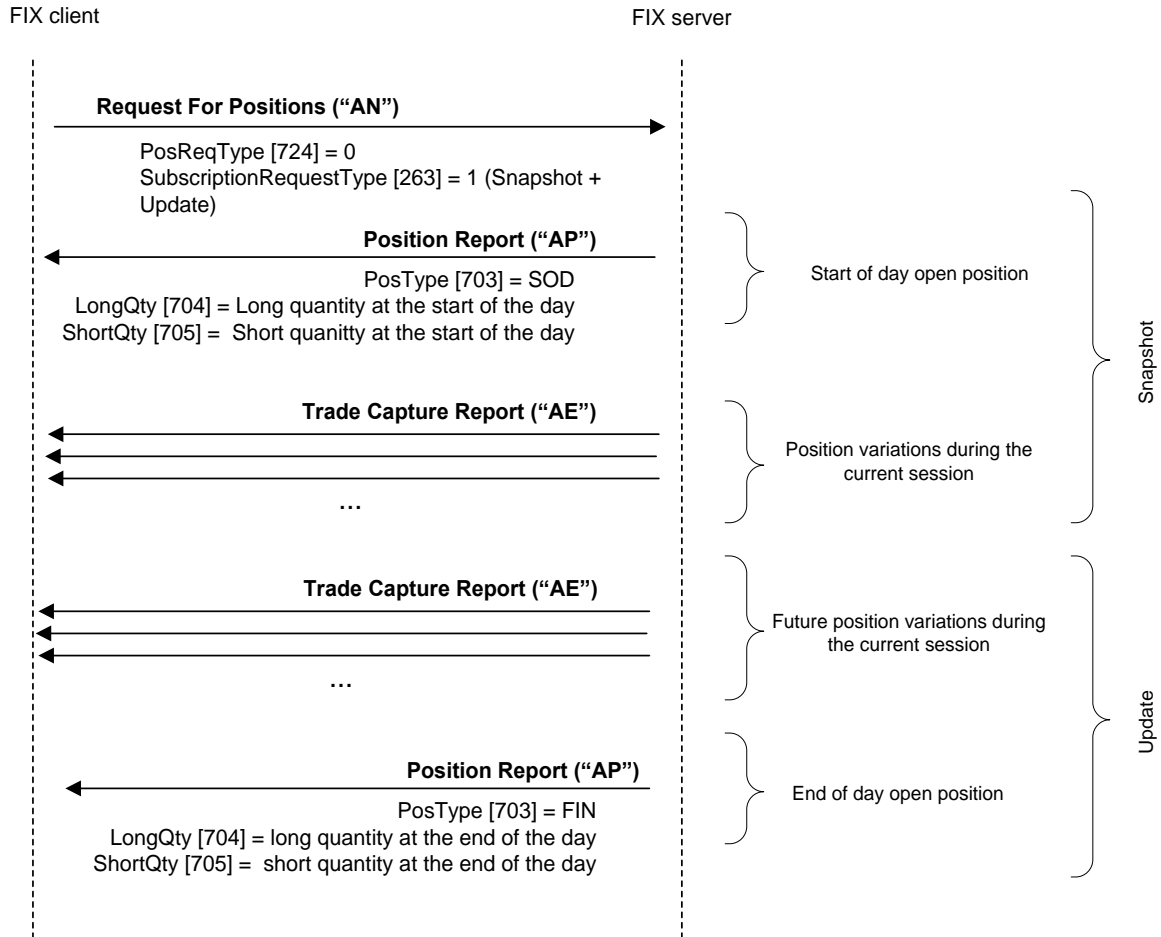 FIX client
FIX server
Request For Positions (“AN”)
PosReqType [724] = 0
SubscriptionRequestType [263] = 1 (Snapshot +
Update)
Position Report (“AP”)
PosType [703] = SOD
LongQty [704] = Long quantity at the start of the day
ShortQty [705] = Short quanitty at the start of the day
Start of day open position
Snapshot
Trade Capture Report (“AE”)
...
Position variations during the
current session
Trade Capture Report (“AE”)
...
Future position variations during
the current session
Update
Position Report (“AP”)
PosType [703] = FIN
LongQty [704] = long quantity at the end of the day
ShortQty [705] = short quantity at the end of the day
End of day open position